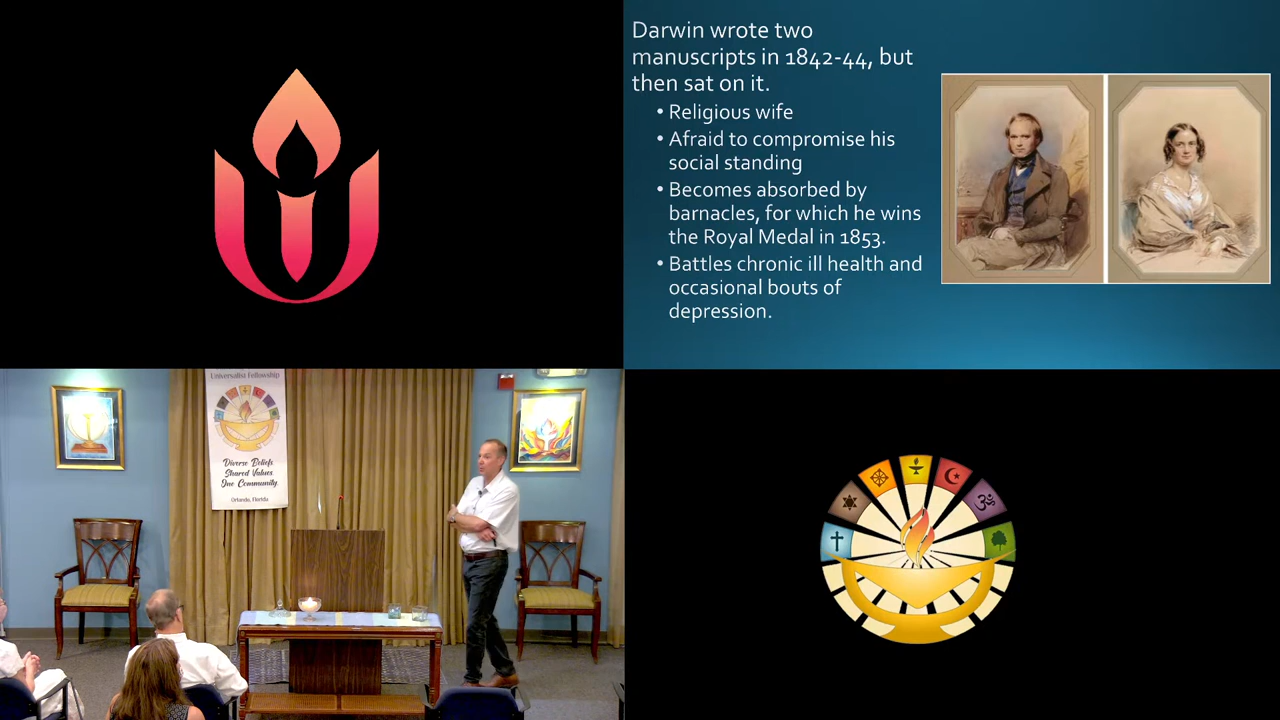 Darwin wrote two
manuscripts in 1842-44, but
then sat on it.
• Religious wife
• Afraid to compromise his
social standing
• Becomes absorbed by
barnacles, for which he wins
the Royal Medal in 1853.
• Battles chronic ill health and
occasional bouts of
depression.
Universalist Fellowship
Diverse Beliefs
Shared Values
One Community
Orlando, Florida